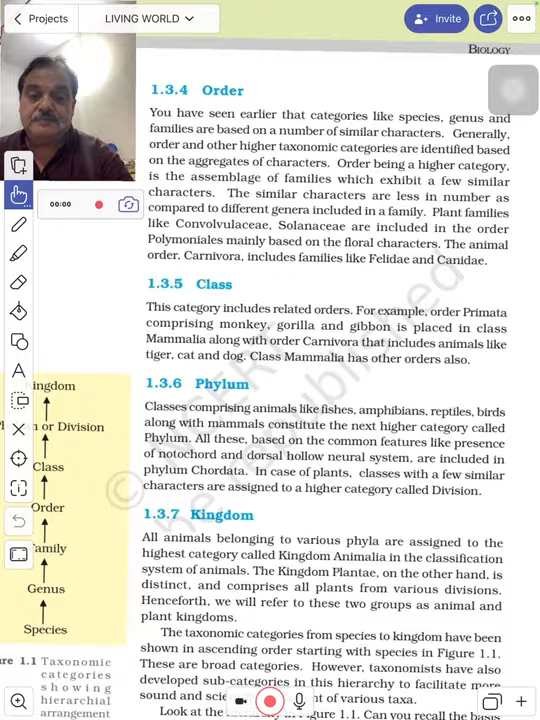 Projects
LIVING WORLD
Invite
BIOLOGY
1.3.4 Order
You have seen earlier that categories like species, genus and
families are based on a number of similar characters. Generally,
order and other higher taxonomic categories are identified based
on the aggregates of characters. Order being a higher category,
is the assemblage of families which exhibit a few similar
characters. The similar characters are less in number as
compared to different genera included in a family. Plant families
like Convolvulaceae, Solanaceae are included in the order
Polymoniales mainly based on the floral characters. The animal
order, Carnivora, includes families like Felidae and Canidae.
00:00
1.3.5 Class
This category includes related orders. For example, order Primata
comprising monkey, gorilla and gibbon is placed in class
Mammalia along with order Carnivora that includes animals like
tiger, cat and dog. Class Mammalia has other orders also.
1.3.6 Phylum
Classes comprising animals like fishes, amphibians, reptiles, birds
along with mammals constitute the next higher category called
Phylum. All these, based on the common features like presence
of notochord and dorsal hollow neural system, are included in
phylum Chordata. In case of plants, classes with a few similar
characters are assigned to a higher category called Division.
1.3.7 Kingdom
All animals belonging to various phyla are assigned to the
highest category called Kingdom Animalia in the classification
system of animals. The Kingdom Plantae, on the other hand, is
distinct, and comprises all plants from various divisions.
Henceforth, we will refer to these two groups as animal and
plant kingdoms.
The taxonomic categories from species to kingdom have been
shown in ascending order starting with species in Figure 1.1.
These are broad categories. However, taxonomists have also
developed sub-categories in this hierarchy to facilitate more
sound and of various taxa.
Look at the in Figure 1.1. Can you recall the basis
ingdom
or Division
Class
Order
amily
Genus
Species
re 1.1 Taxonomic
categories
showing
hierarchial
arrangement
© NCERT
be republished